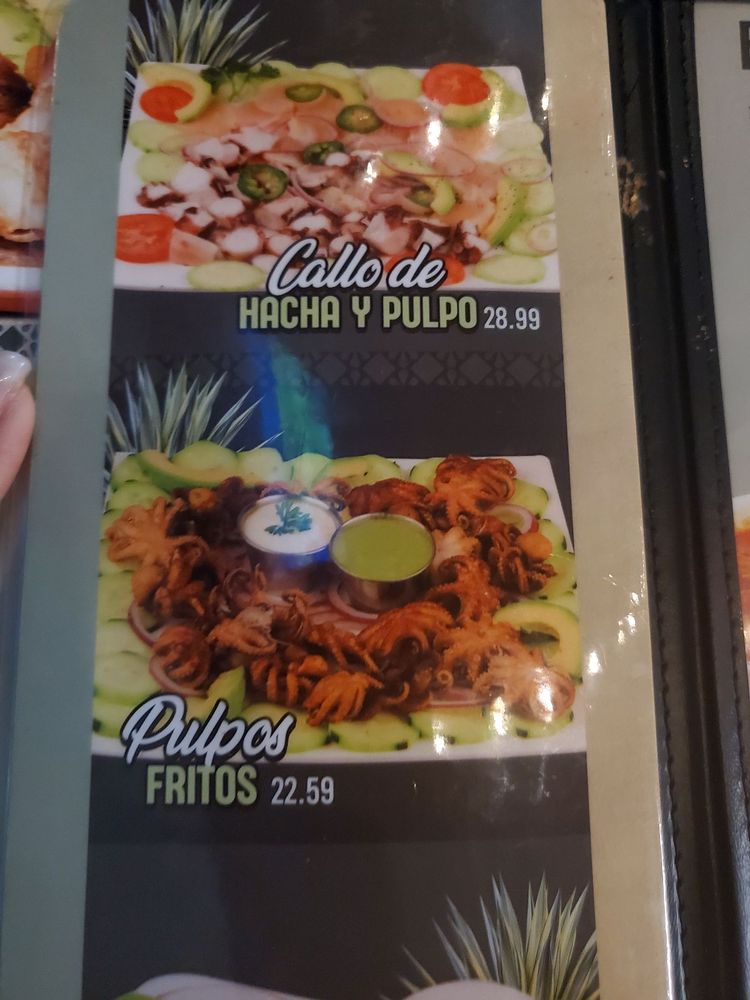 Callo de
HACHA Y PULPO 28.99
Pulpos
FRITOS 22.59